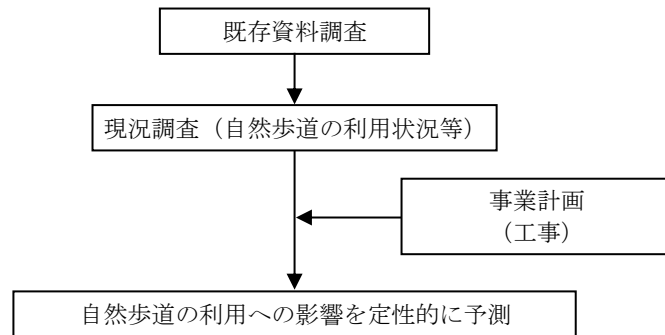 既存資料調査
現況調査（自然歩道の利用状況等）
事業計画
（工事）
自然歩道の利用への影響を定性的に予測